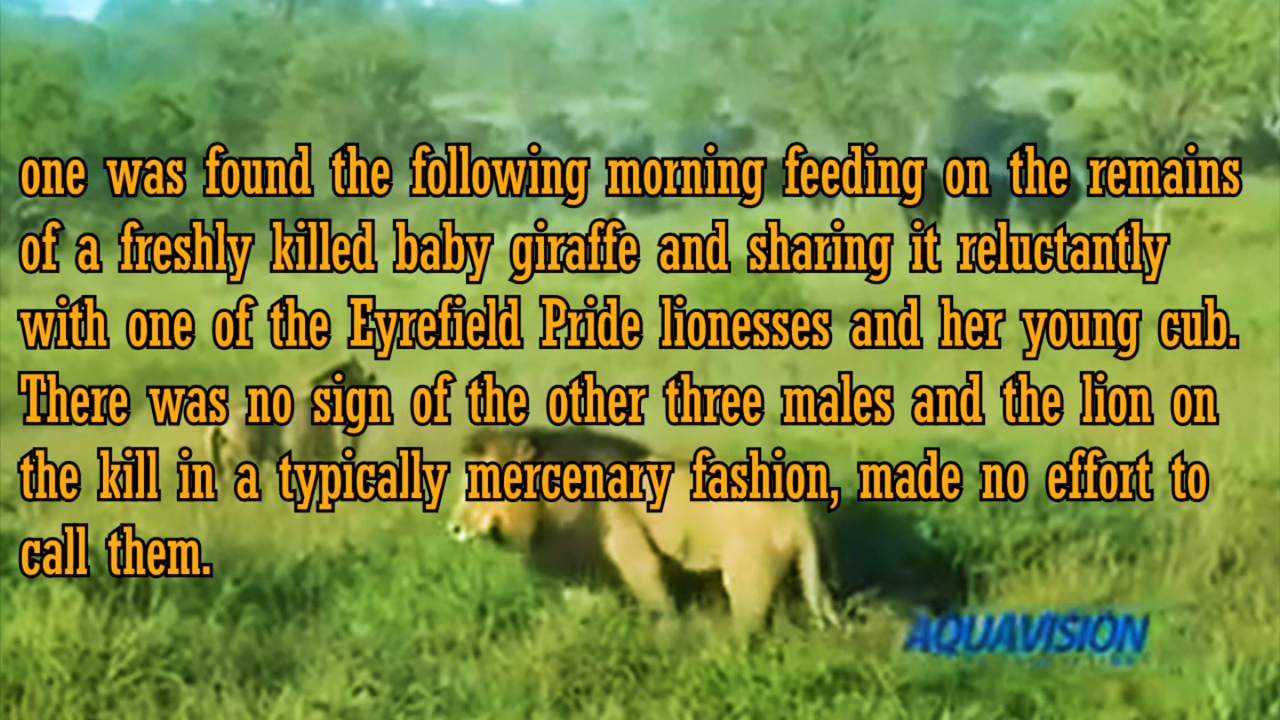 one was found the following morning feeding on the remains
of a freshly killed baby giraffe and sharing it reluctantly
with one of the Eyrefield Pride lionesses and her young cub.
There was no sign of the other three males and the lion on
the kill in a typically mercenary fashion, made no effort to
call them.
AQUAVISION